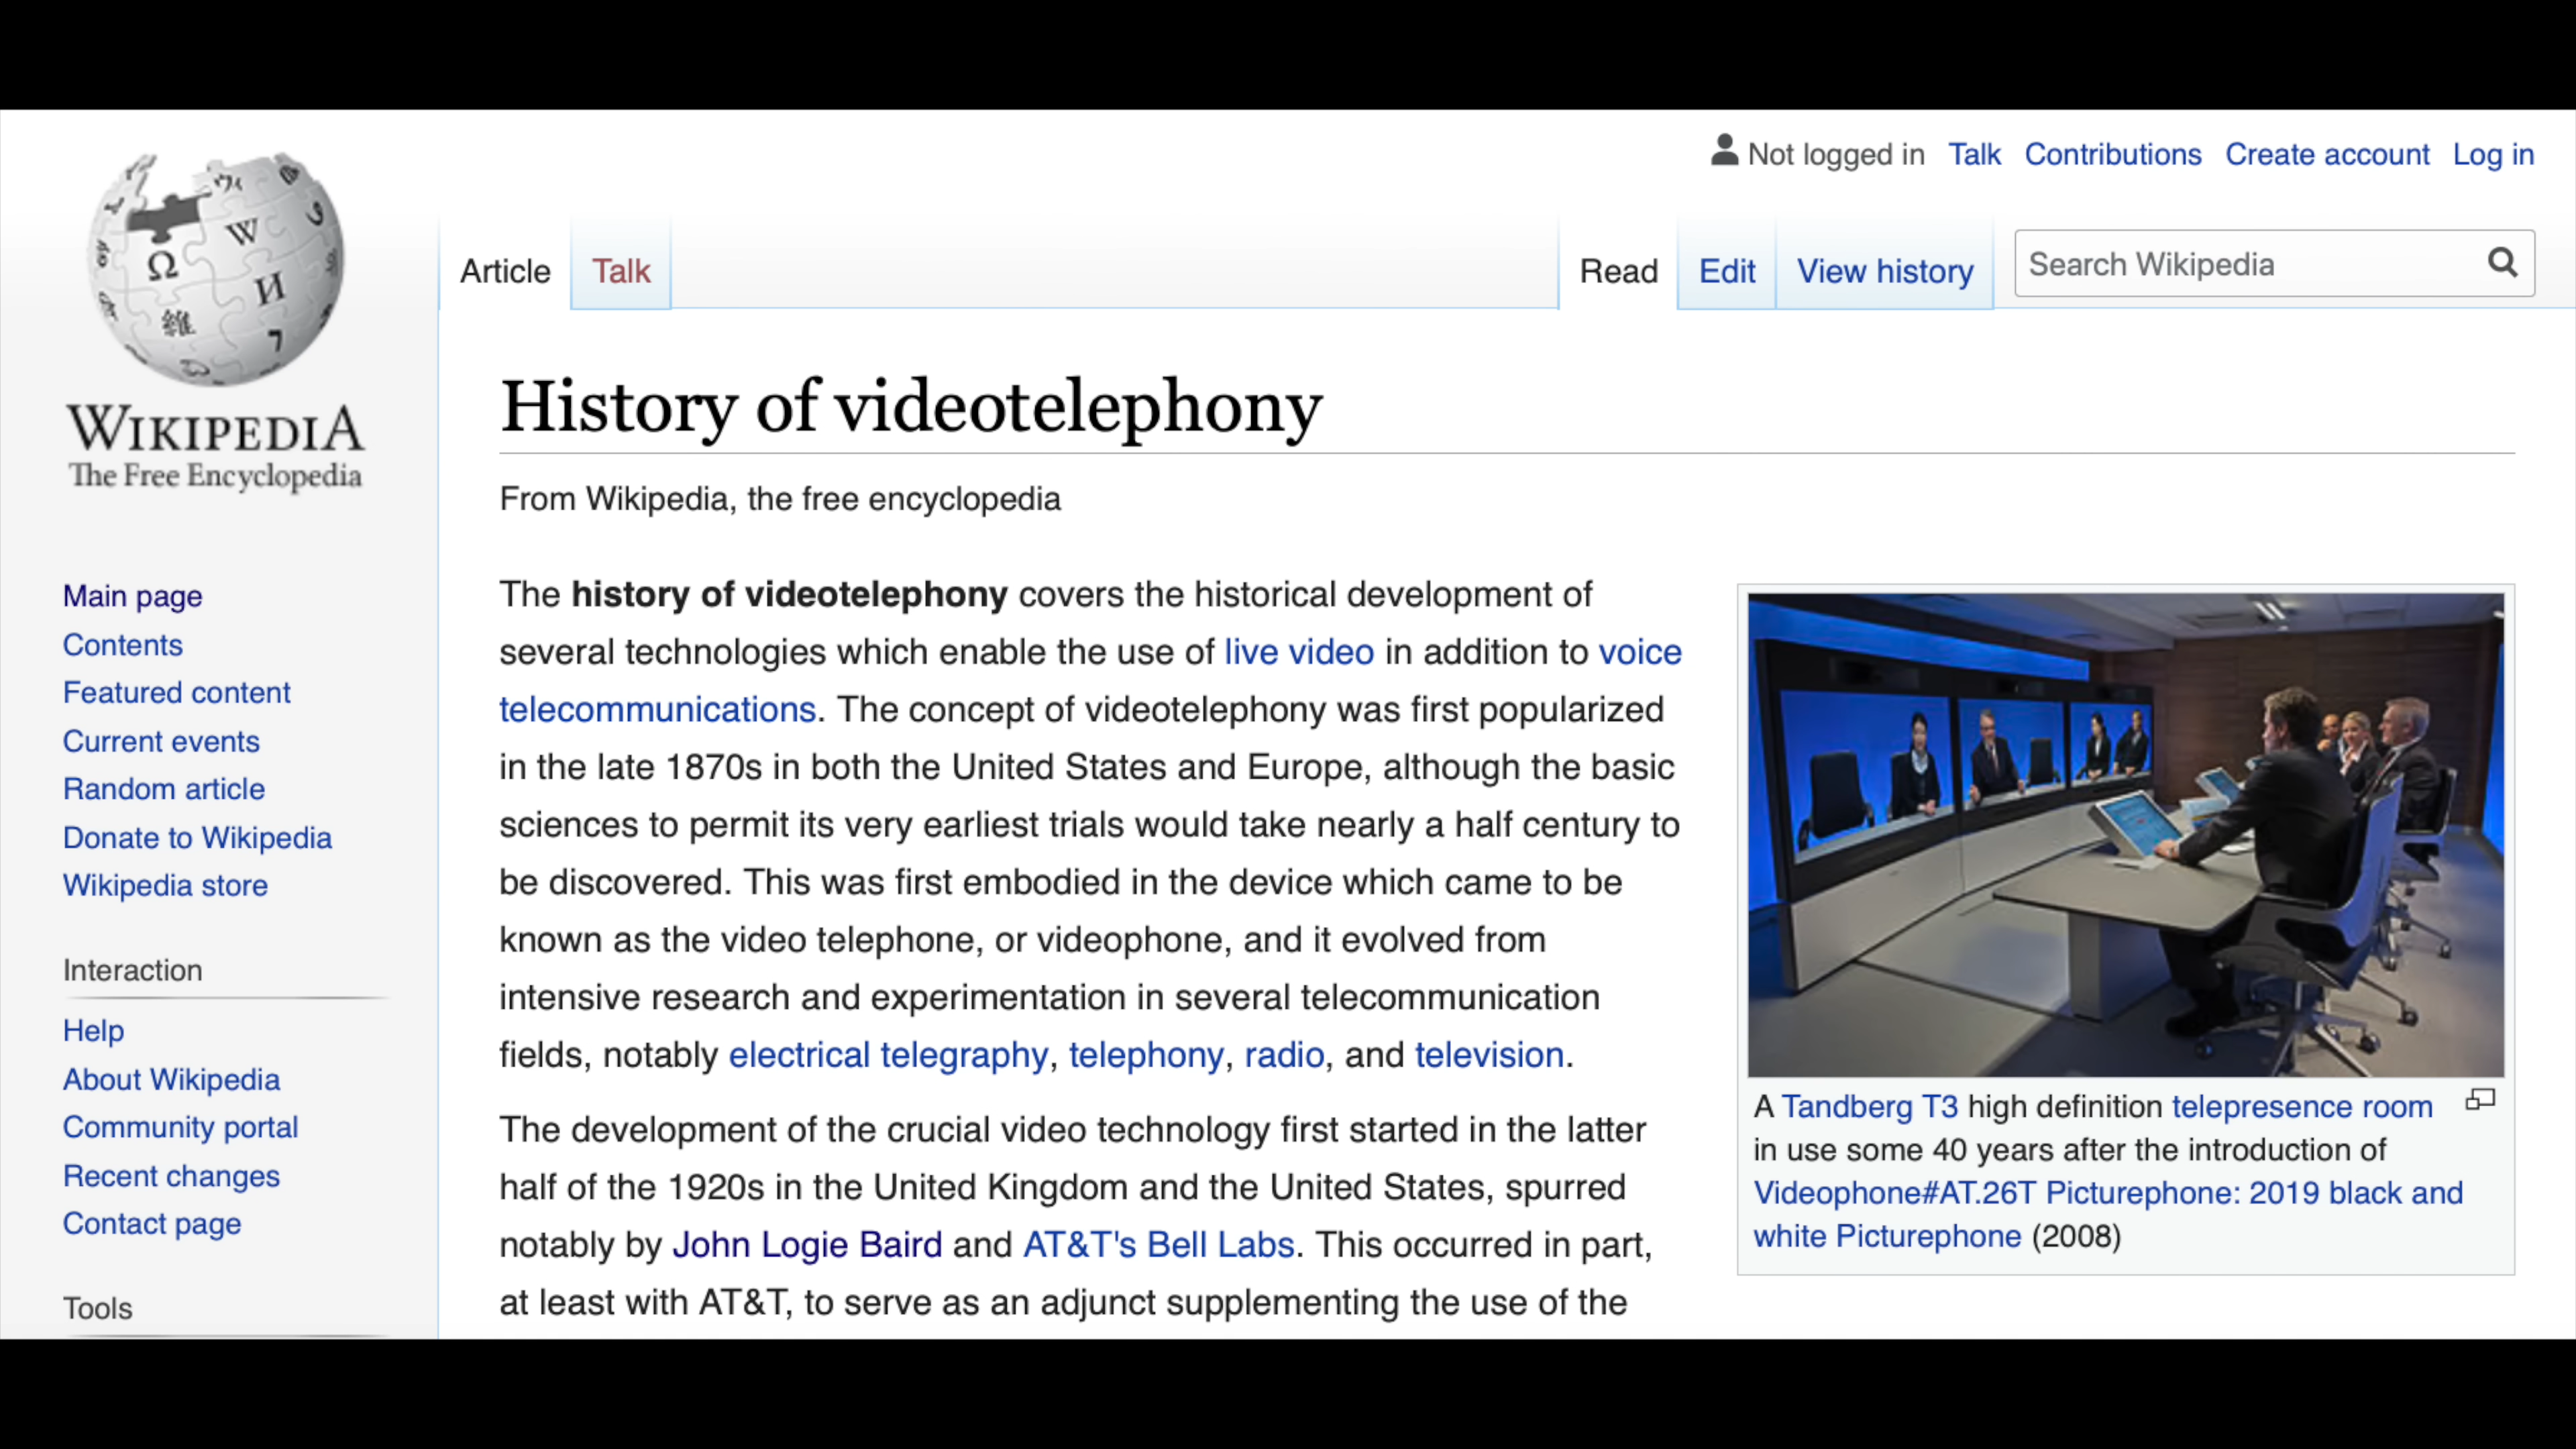 Not logged in Talk Contributions Create account Log in
Article Talk Read Edit View history Search Wikipedia
WIKIPEDIA
The Free Encyclopedia
Main page
Contents
Featured content
Current events
Random article
Donate to Wikipedia
Wikipedia store
Interaction
Help
About Wikipedia
Community portal
Recent changes
Contact page
Tools
History of videotelephony
From Wikipedia, the free encyclopedia
The history of videotelephony covers the historical development of
several technologies which enable the use of live video in addition to voice
telecommunications. The concept of videotelephony was first popularized
in the late 1870s in both the United States and Europe, although the basic
sciences to permit its very earliest trials would take nearly a half century to
be discovered. This was first embodied in the device which came to be
known as the video telephone, or videophone, and it evolved from
intensive research and experimentation in several telecommunication
fields, notably electrical telegraphy, telephony, radio, and television.
The development of the crucial video technology first started in the latter
half of the 1920s in the United Kingdom and the United States, spurred
notably by John Logie Baird and AT&T's Bell Labs. This occurred in part,
at least with AT&T, to serve as an adjunct supplementing the use of the
A Tandberg T3 high definition telepresence room
in use some 40 years after the introduction of
Videophone#AT.26T Picturephone: 2019 black and
white Picturephone (2008)
Ω
W
И
維
7